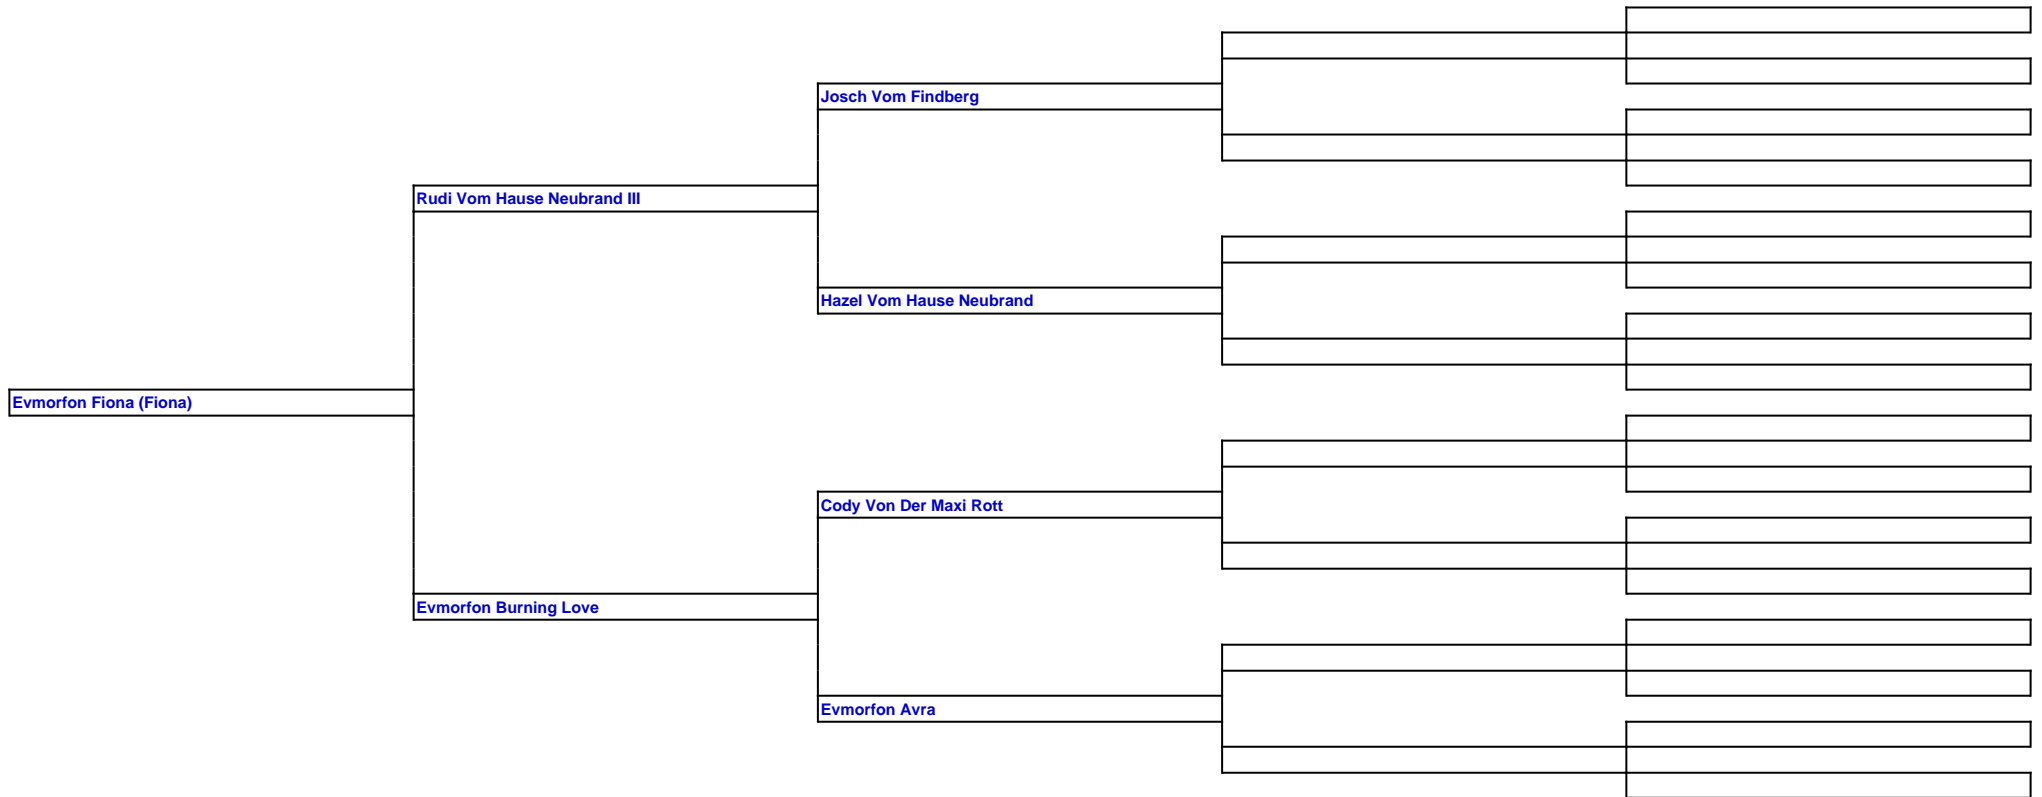 Josch Vom Findberg
Rudi Vom Hause Neubrand III
Hazel Vom Hause Neubrand
Evmorfon Fiona (Fiona)
Cody Von Der Maxi Rott
Evmorfon Burning Love
Evmorfon Avra